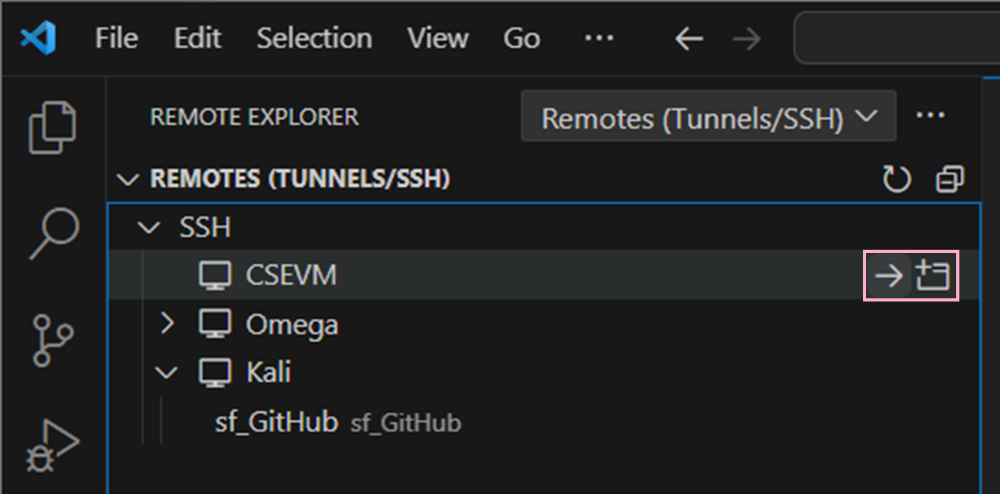 File Edit Selection View Go ...
REMOTE EXPLORER Remotes (Tunnels/SSH) ...
REMOTES (TUNNELS/SSH)
SSH
CSEVM
Omega
Kali
sf_GitHub sf_GitHub